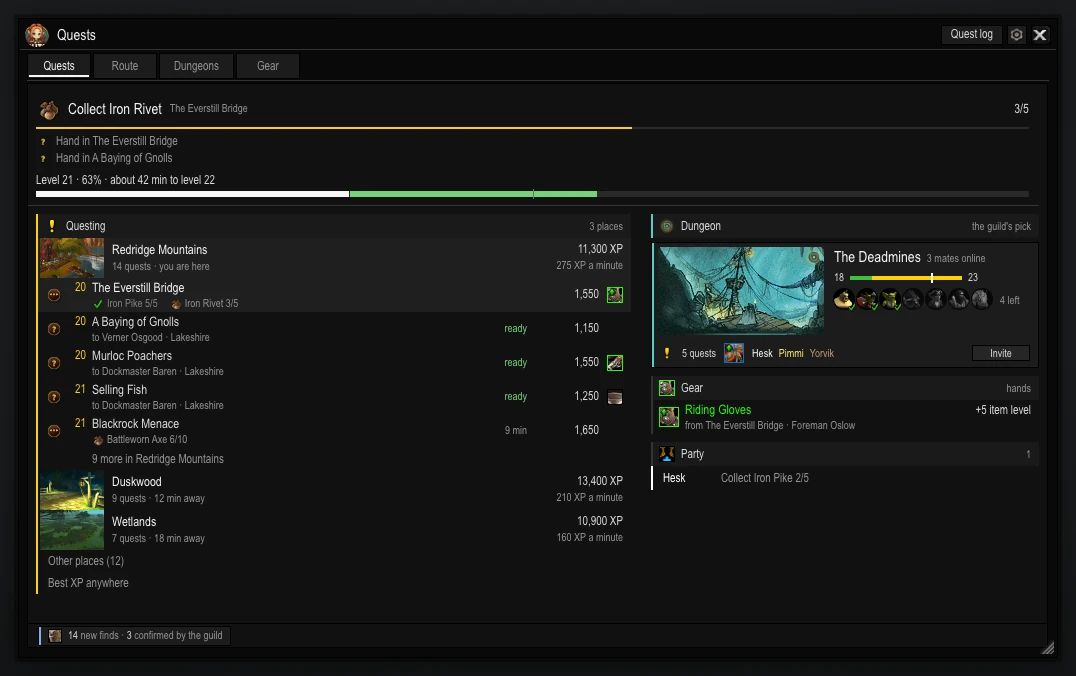 Quests
Quest log
Quests
Route
Dungeons
Gear
Collect Iron Rivet The Everstill Bridge 3/5
Hand in The Everstill Bridge
Hand in A Baying of Gnolls
Level 21 · 63% · about 42 min to level 22
Questing 3 places
Redridge Mountains 11,300 XP
14 quests · you are here 275 XP a minute
20 The Everstill Bridge 1,550
Iron Pike 5/5 Iron Rivet 3/5
20 A Baying of Gnolls ready 1,150
to Verner Osgood · Lakeshire
20 Murloc Poachers ready 1,550
to Dockmaster Baren · Lakeshire
21 Selling Fish ready 1,250
to Dockmaster Baren · Lakeshire
21 Blackrock Menace 9 min 1,650
Battleworn Axe 6/10
9 more in Redridge Mountains
Duskwood 13,400 XP
9 quests · 12 min away 210 XP a minute
Wetlands 10,900 XP
7 quests · 18 min away 160 XP a minute
Other places (12)
Best XP anywhere
Dungeon the guild's pick
The Deadmines 3 mates online
18 23
4 left
5 quests Hesk Pimmi Yorvik Invite
Gear hands
Riding Gloves +5 item level
from The Everstill Bridge · Foreman Oslow
Party 1
Hesk Collect Iron Pike 2/5
14 new finds · 3 confirmed by the guild